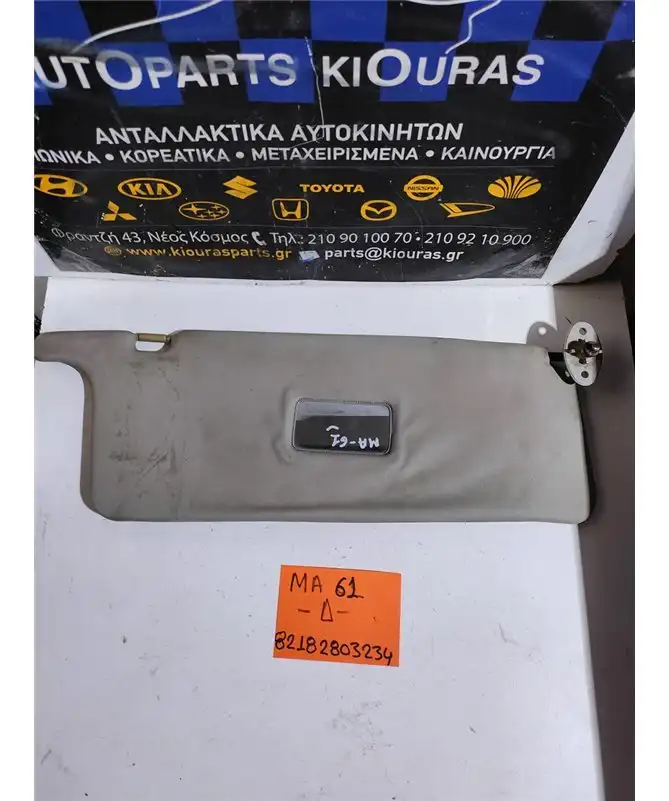 UTOPARTS KIOURAS
ΑΝΤΑΛΛΑΚΤΙΚΑ ΑΥΤΟΚΙΝΗΤΩΝ
ΩΝΙΚΑ • ΚΟΡΕΑΤΙΚΑ • ΜΕΤΑΧΕΙΡΙΣΜΕΝΑ • ΚΑΙΝΟΥΡΓΙΑ
KIA TOYOTA NISSAN
Φραντζή 43, Νέος Κόσμος Τηλ.: 210 90 100 70 • 210 92 10 900
www.kiourasparts.gr parts@kiouras.gr
MA-61
MA 61
-Δ-
82182803234